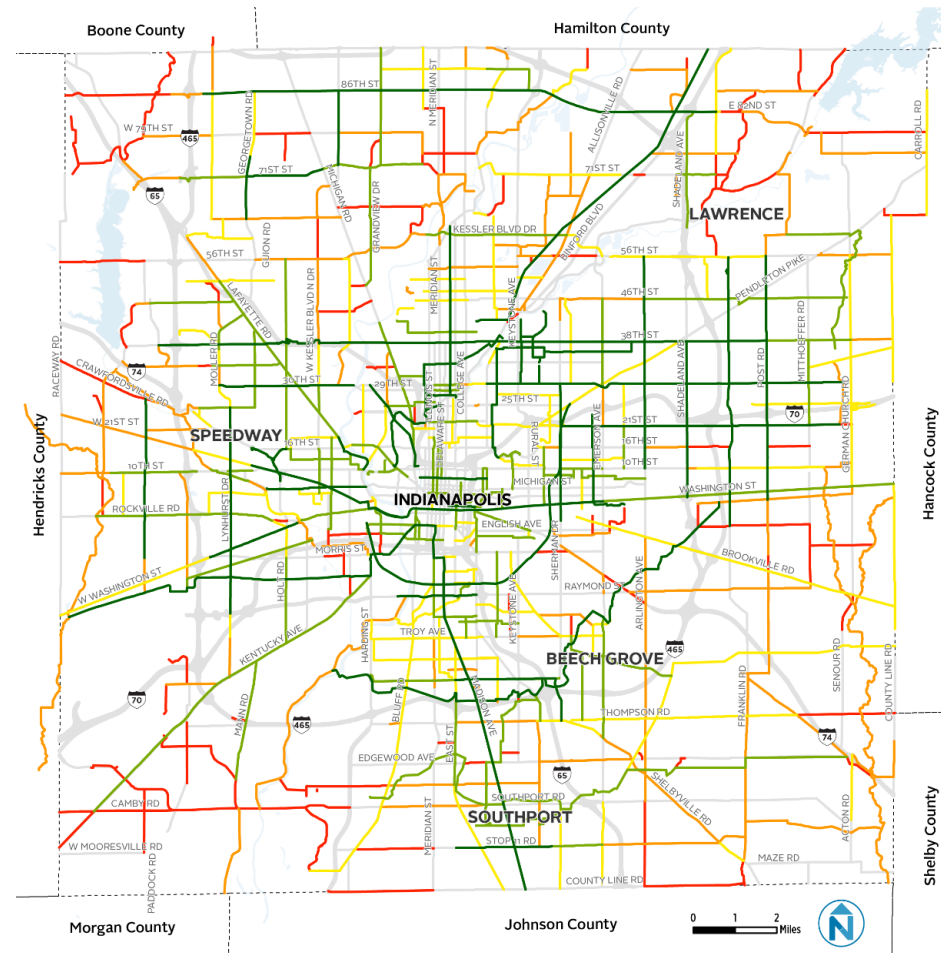 Boone County
Hamilton County
86TH ST
N MERIDIAN ST
ALLISONVILLE RD
E 82ND ST
CARROLL RD
W 79TH ST
465
GEORGETOWN RD
SHADELAND AVE
71ST ST
71ST ST
MICHIGAN RD
GRANDVIEW DR
65
LAWRENCE
BINFORD BLVD
KESSLER BLVD DR
GUION RD
56TH ST
56TH ST
PENDLETON PIKE
MERIDIAN ST
W KESSLER BLVD N DR
LAFAYETTE RD
46TH ST
KEYSTONE AVE
MITTHOEFFER RD
38TH ST
RACEWAY RD
MOLLER RD
74
CRAWFORDSVILLE RD
30TH ST
29TH ST
ILLINOIS ST
COLLEGE AVE
SHADELAND AVE
POST RD
25TH ST
GERMAN CHURCH RD
70
W 21ST ST
21ST ST
DELAWARE ST
RURAL ST
EMERSON AVE
SPEEDWAY
16TH ST
16TH ST
Hendricks County
Hancock County
10TH ST
10TH ST
MICHIGAN ST
WASHINGTON ST
INDIANAPOLIS
ROCKVILLE RD
LYNHURST DR
ENGLISH AVE
SHERMAN DR
MORRIS ST
BROOKVILLE RD
W WASHINGTON ST
HOLT RD
RAYMOND ST
ARLINGTON AVE
KEYSTONE AVE
HARDING ST
TROY AVE
KENTUCKY AVE
BEECH GROVE
465
SENOUR RD
COUNTY LINE RD
70
MANN RD
BLUFF RD
MADISON AVE
FRANKLIN RD
THOMPSON RD
465
74
EAST ST
EDGEWOOD AVE
65
SHELBYVILLE RD
CAMBY RD
SOUTHPORT RD
SOUTHPORT
ACTON RD
Shelby County
MERIDIAN ST
STOP 11 RD
W MOORESVILLE RD
PADDOCK RD
MAZE RD
COUNTY LINE RD
Morgan County
Johnson County
0 1 2
Miles
N